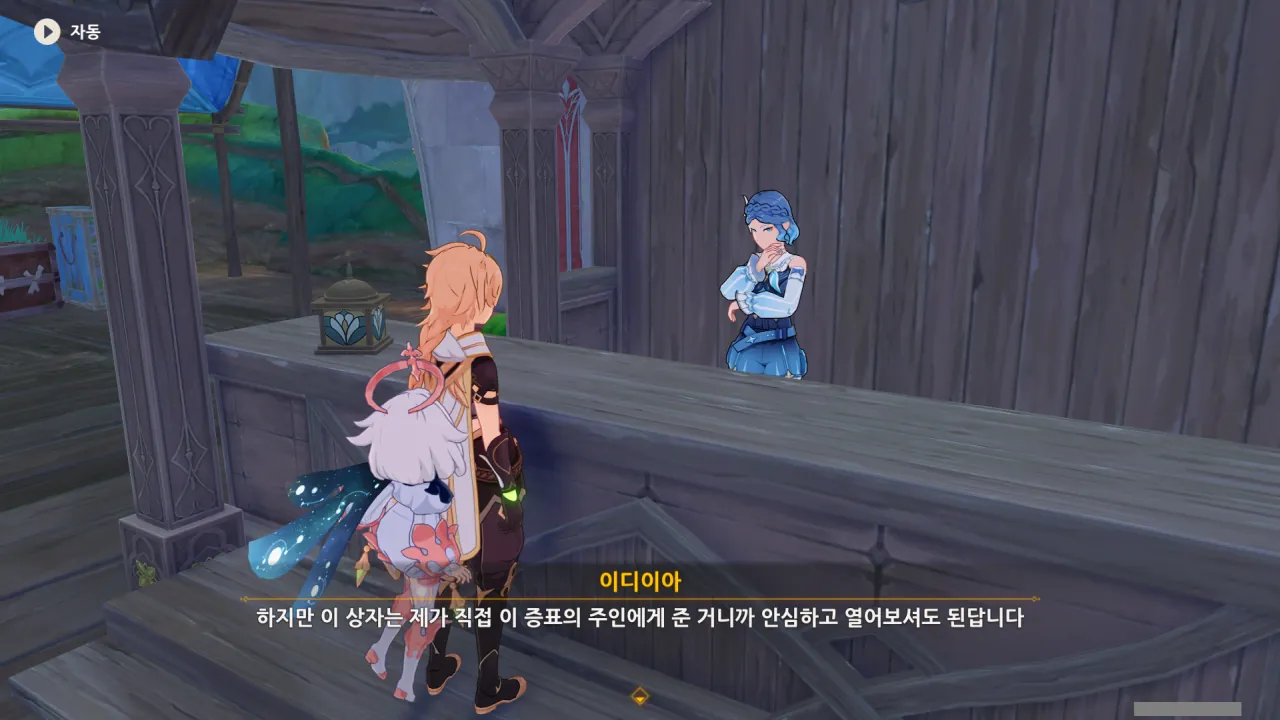 자동
이디이아
하지만 이 상자는 제가 직접 이 증표의 주인에게 준 거니까 안심하고 열어보셔도 된답니다